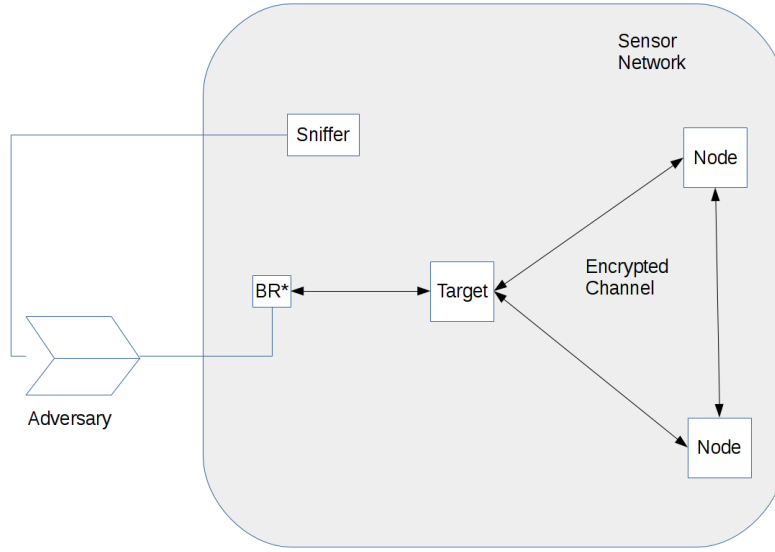 Sensor
Network
Sniffer
Node
BR*
Target
Encrypted
Channel
Adversary
Node